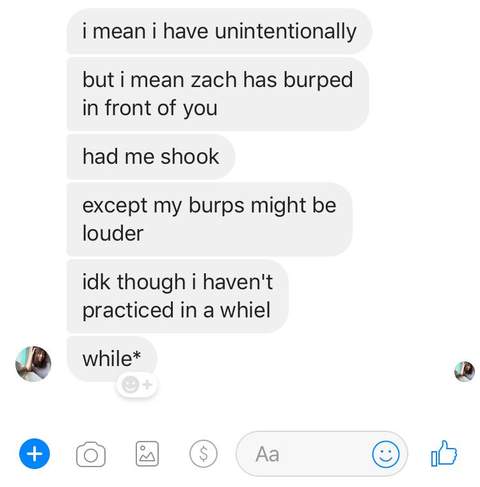 i mean i have unintentionally
but i mean zach has burped
in front of you
had me shook
except my burps might be
louder
idk though i haven't
practiced in a whiel
while*
$
Aa